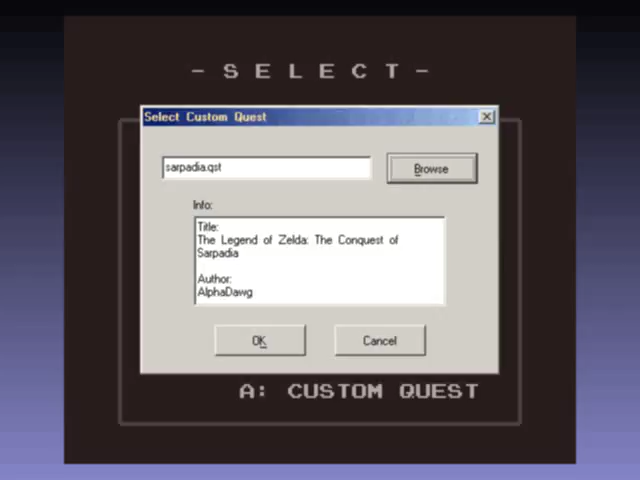 - S E L E C T -
Select Custom Quest
sarpadia.qst
Browse
Info:
Title:
The Legend of Zelda: The Conquest of
Sarpadia
Author:
AlphaDawg
OK
Cancel
A: CUSTOM QUEST